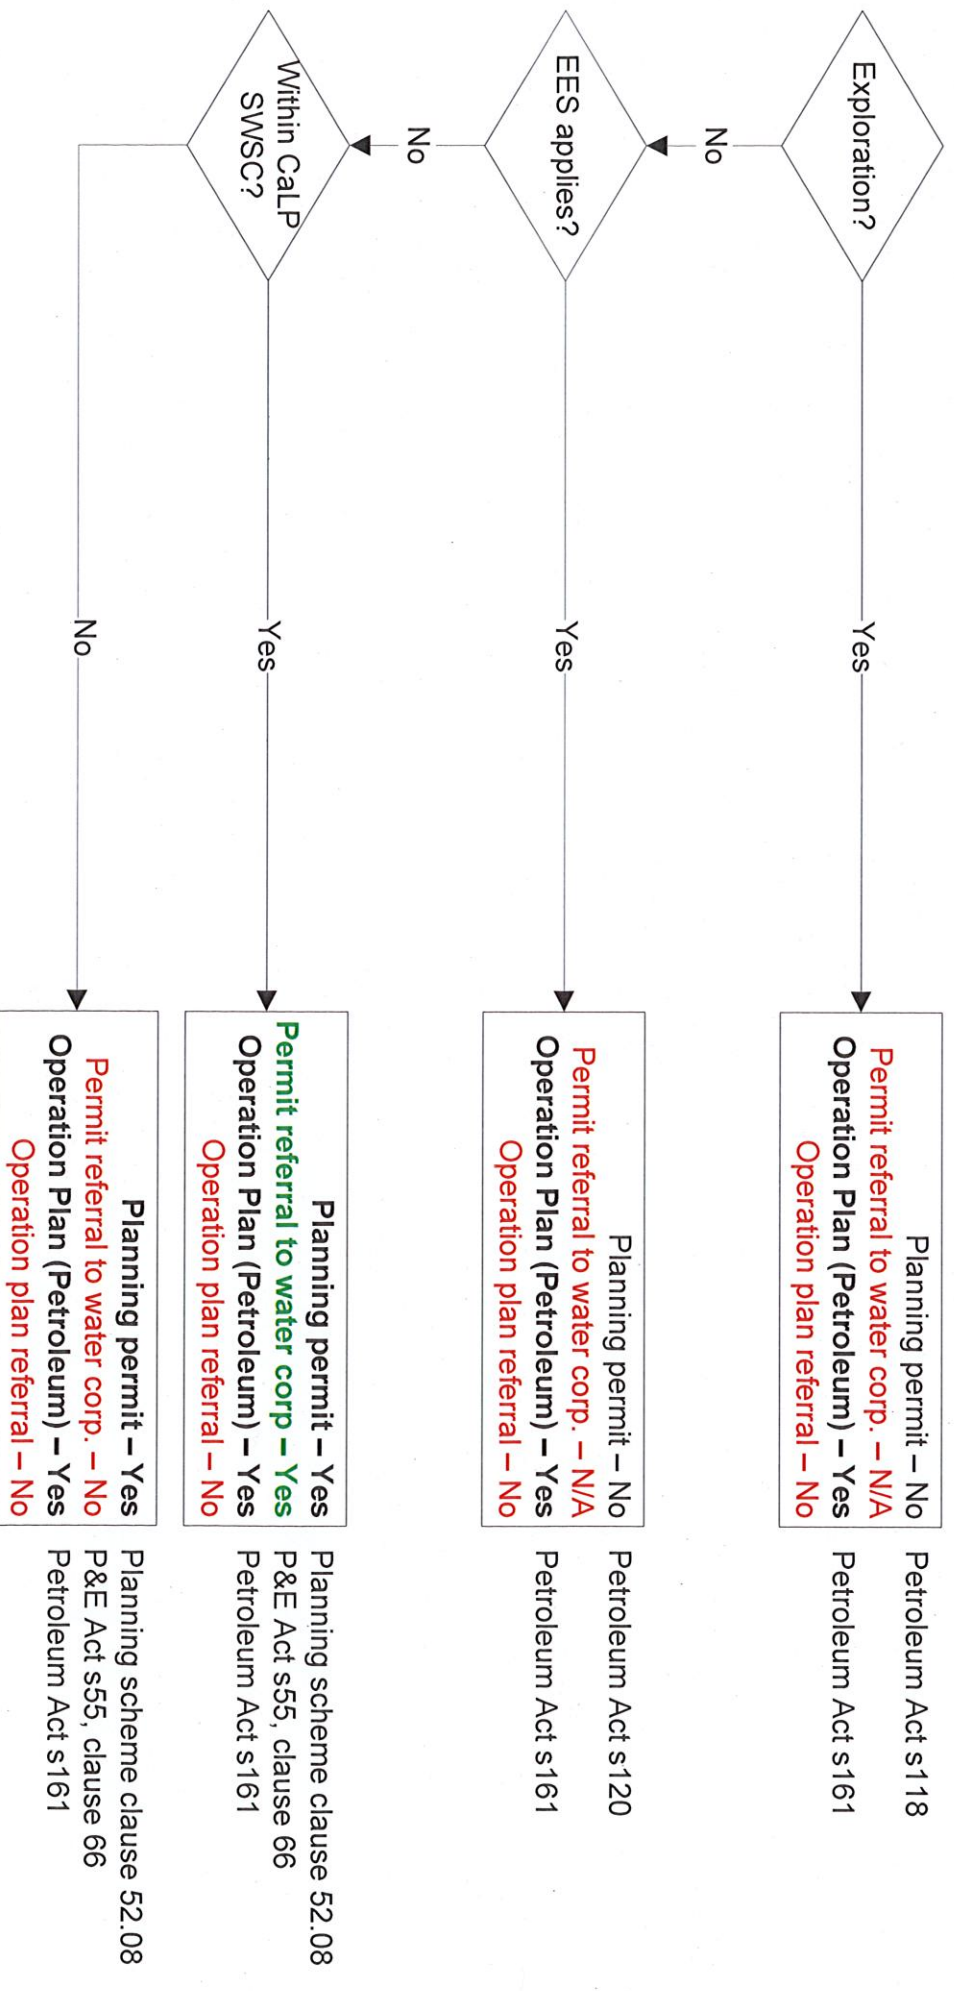 Exploration?
Yes
Planning permit – No
Permit referral to water corp. – N/A
Operation Plan (Petroleum) – Yes
Operation plan referral – No
Petroleum Act s118
Petroleum Act s161
No
EES applies?
Yes
Planning permit – No
Permit referral to water corp. – N/A
Operation Plan (Petroleum) – Yes
Operation plan referral – No
Petroleum Act s120
Petroleum Act s161
No
Within CaLP
SWSC?
Yes
Planning permit – Yes
Permit referral to water corp – Yes
Operation Plan (Petroleum) – Yes
Operation plan referral – No
Planning scheme clause 52.08
P&E Act s55, clause 66
Petroleum Act s161
No
Planning permit – Yes
Permit referral to water corp. – No
Operation Plan (Petroleum) – Yes
Operation plan referral – No
Planning scheme clause 52.08
P&E Act s55, clause 66
Petroleum Act s161